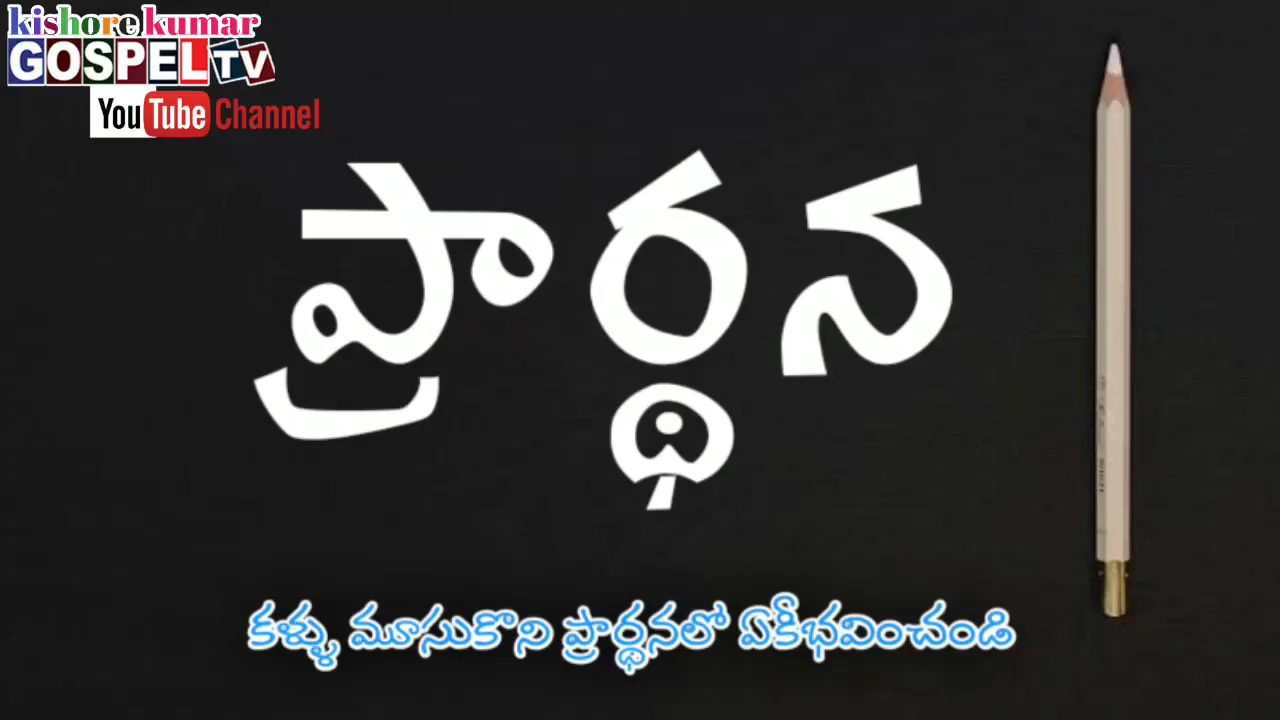 kishore kumar
GOSPEL TV
YouTube Channel
ప్రార్థన
కళ్ళు మూసుకొని ప్రార్థనలో ఏకీభవించండి